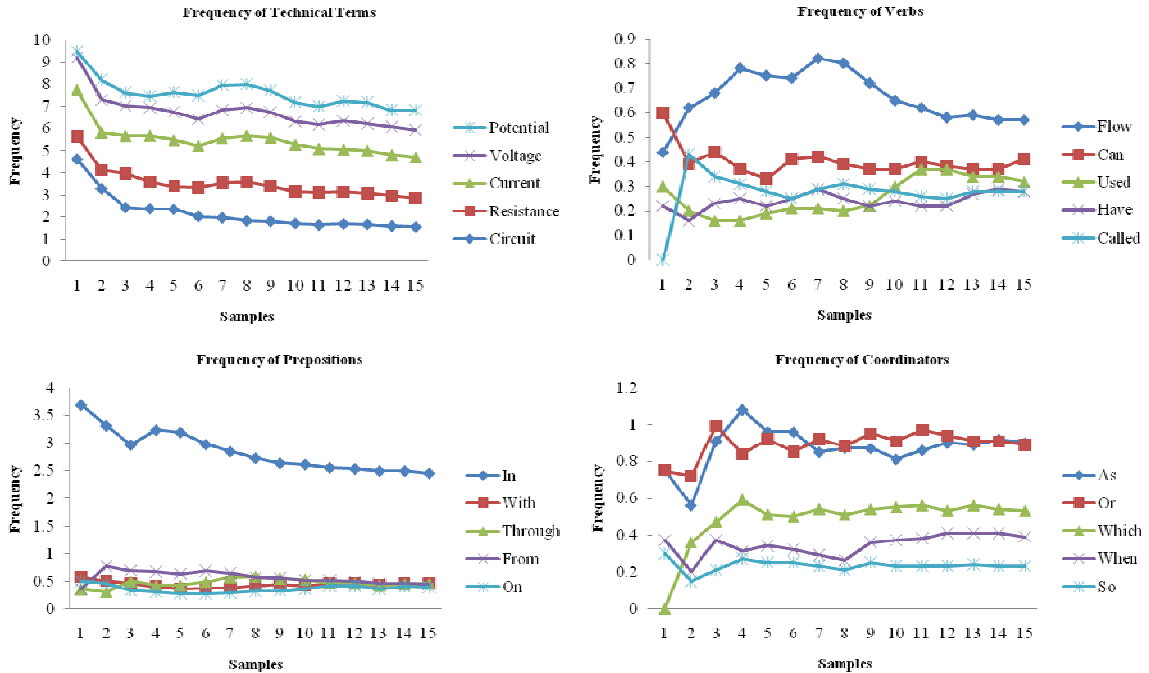 Frequency of Technical Terms
10
9
8
7
6
5
4
3
2
1
0
Frequency
1 2 3 4 5 6 7 8 9 10 11 12 13 14 15
Samples
Potential
Voltage
Current
Resistance
Circuit
Frequency of Verbs
0.9
0.8
0.7
0.6
0.5
0.4
0.3
0.2
0.1
0
Frequency
1 2 3 4 5 6 7 8 9 10 11 12 13 14 15
Samples
Flow
Can
Used
Have
Called
Frequency of Prepositions
4
3.5
3
2.5
2
1.5
1
0.5
0
Frequency
1 2 3 4 5 6 7 8 9 10 11 12 13 14 15
Samples
In
With
Through
From
On
Frequency of Coordinators
1.2
1
0.8
0.6
0.4
0.2
0
Frequency
1 2 3 4 5 6 7 8 9 10 11 12 13 14 15
Samples
As
Or
Which
When
So